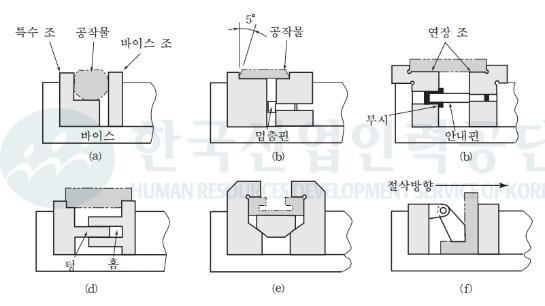 특수 조
공작물
바이스 조
바이스
(a)
5°
공작물
멈춤핀
(b)
연장 조
부시
안내핀
(b)
한국산업인력공단
HUMAN RESOURCES DEVELOPMENT SERVICE OF KOREA
텅
홈
(d)
(e)
절삭방향
(f)